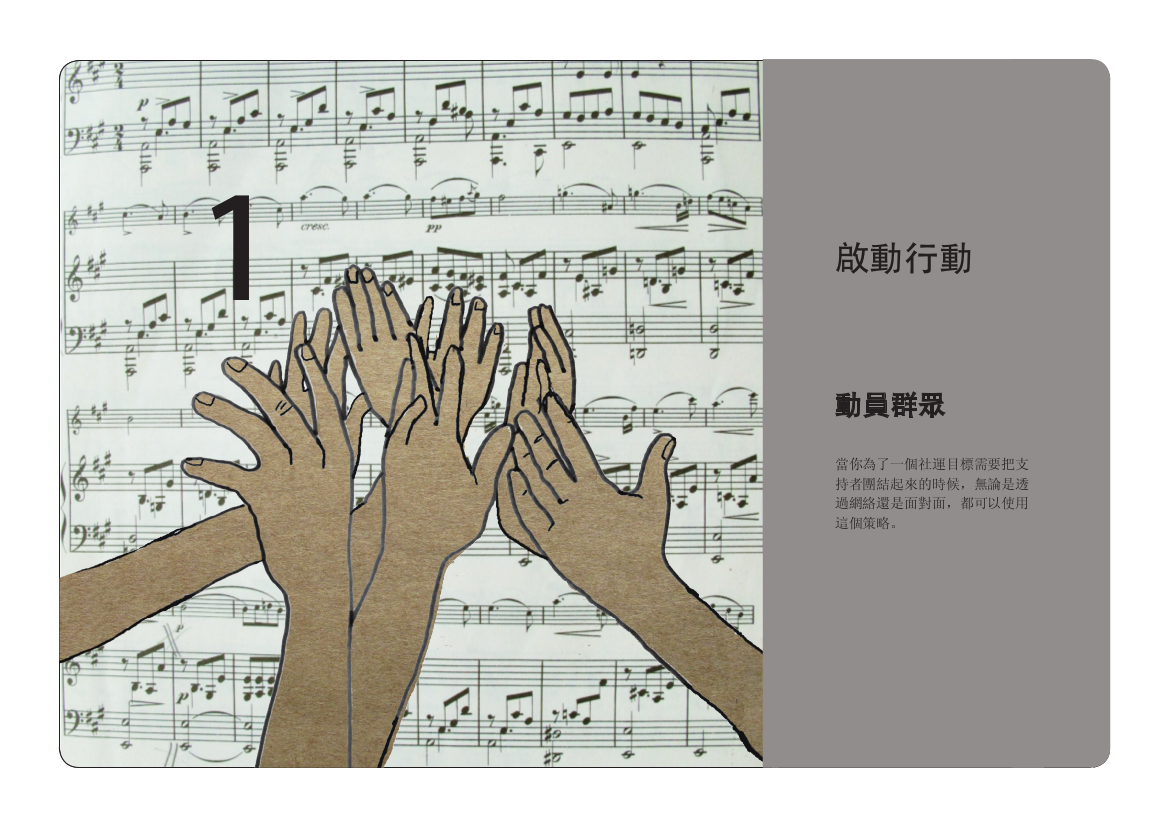 1
啟動行動
動員群眾
當你為了一個社運目標需要把支
持者團結起來的時候，無論是透
過網絡還是面對面，都可以使用
這個策略。
p
cresc.
pp
p
p